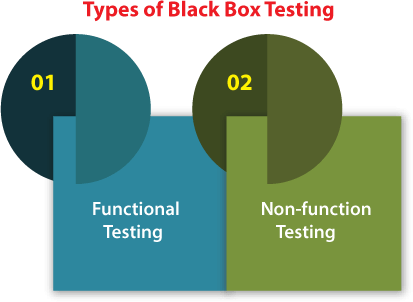 Types of Black Box Testing
01
02
Functional
Testing
Non-function
Testing